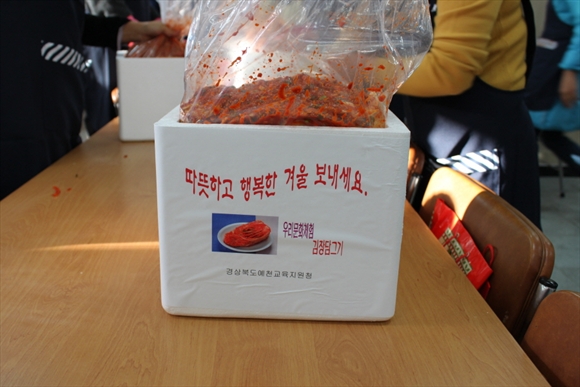 따뜻하고 행복한 겨울 보내세요.
우리문화체험
김장담그기
경상북도예천교육지원청